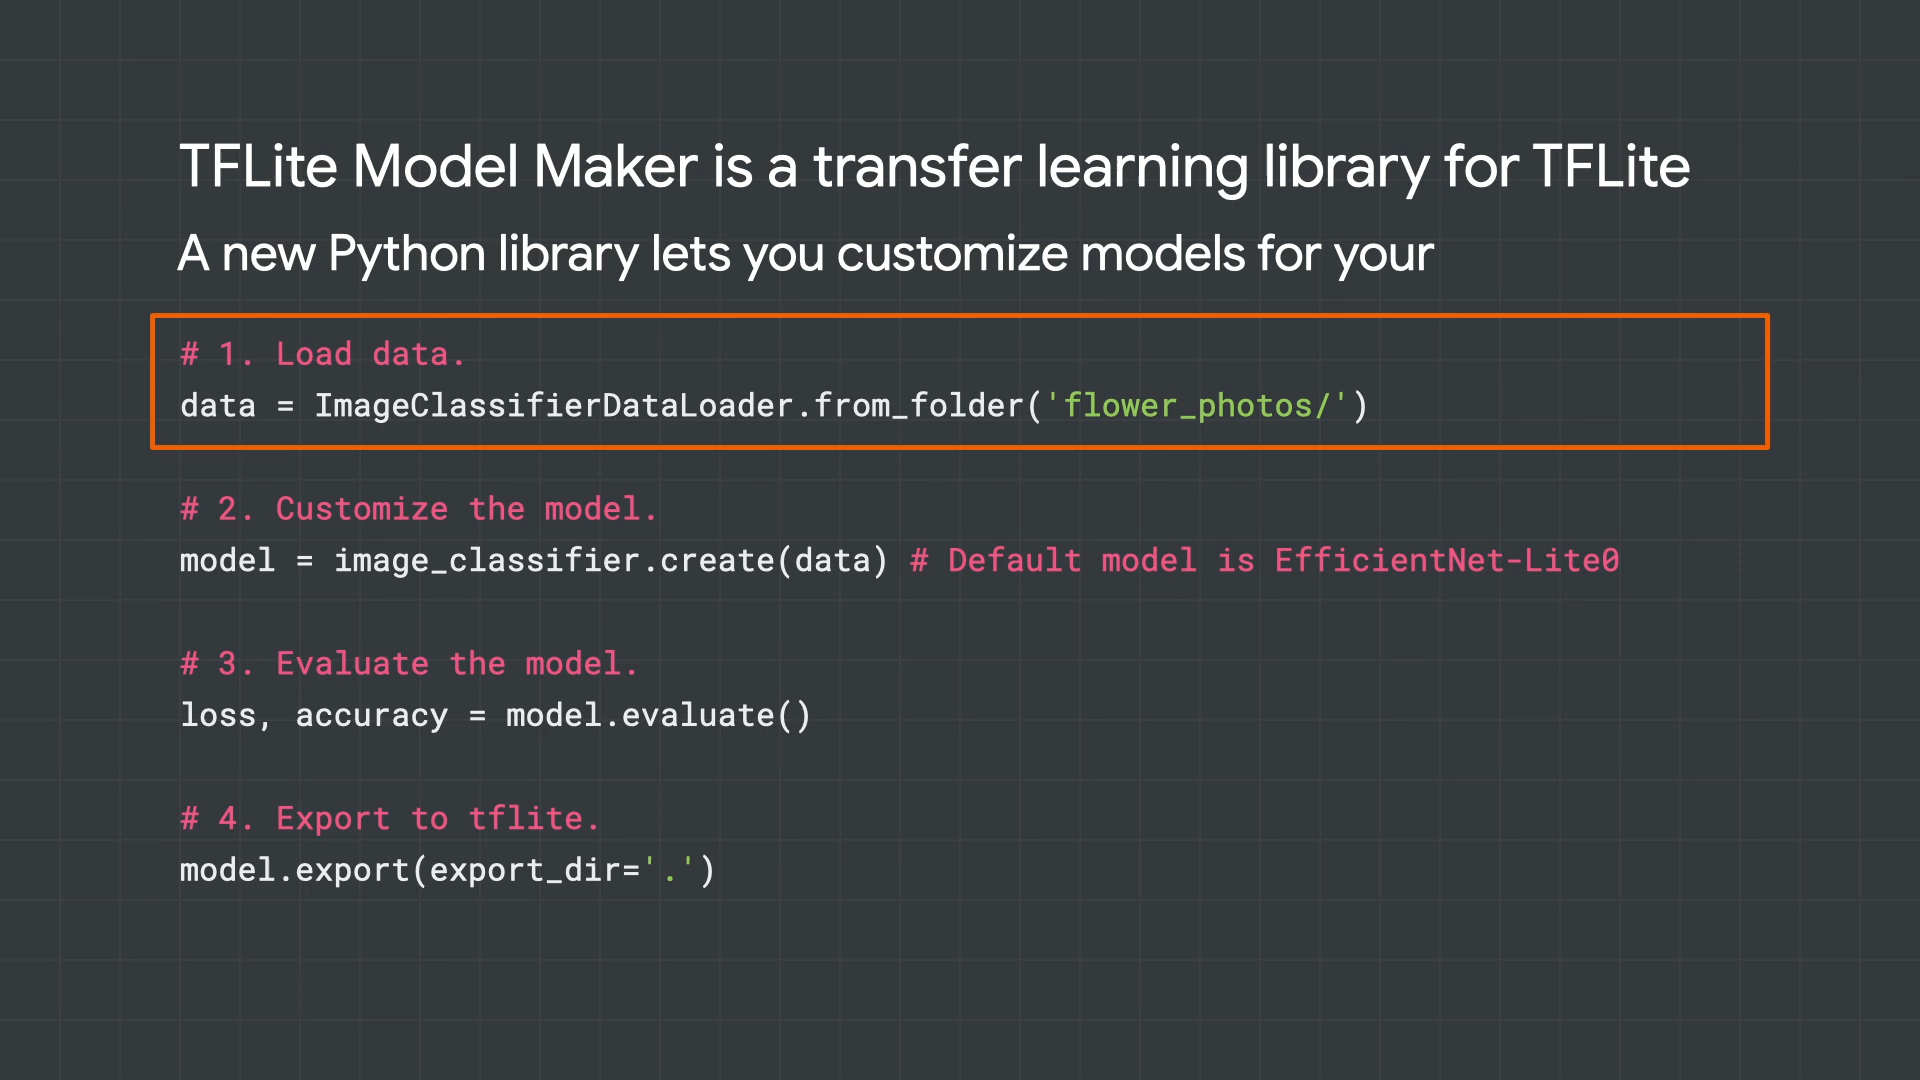 TFLite Model Maker is a transfer learning library for TFLite
A new Python library lets you customize models for your
# 1. Load data.
data = ImageClassifierDataLoader.from_folder('flower_photos/')
# 2. Customize the model.
model = image_classifier.create(data) # Default model is EfficientNet-Lite0
# 3. Evaluate the model.
loss, accuracy = model.evaluate()
# 4. Export to tflite.
model.export(export_dir='.')